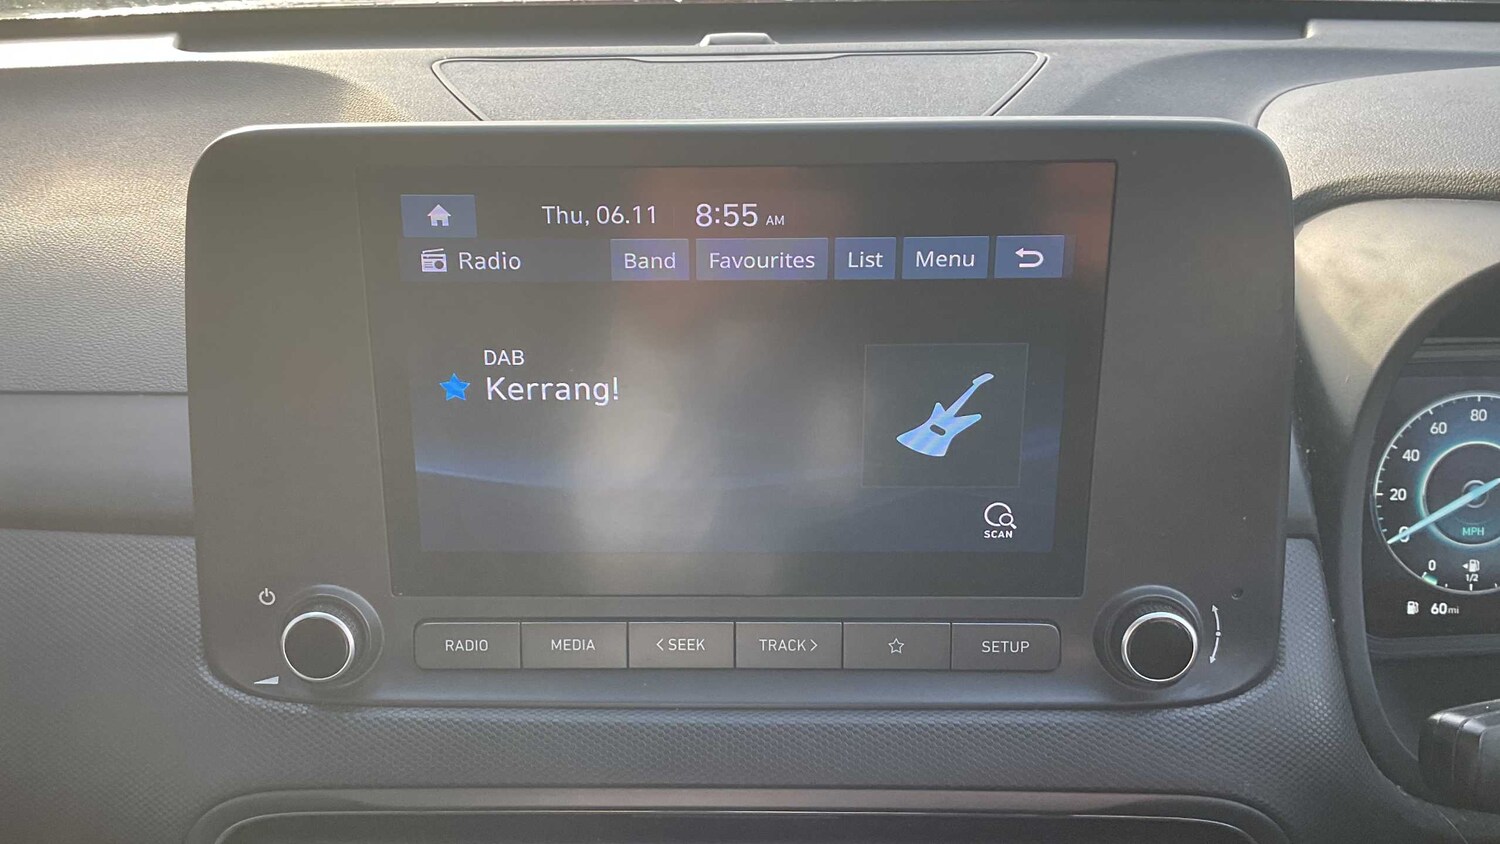 Thu, 06.11 8:55 AM
Radio Band Favourites List Menu
DAB
Kerrang!
SCAN
RADIO MEDIA < SEEK TRACK > SETUP
80
60
40
20
0
MPH
0 1/2
60mi